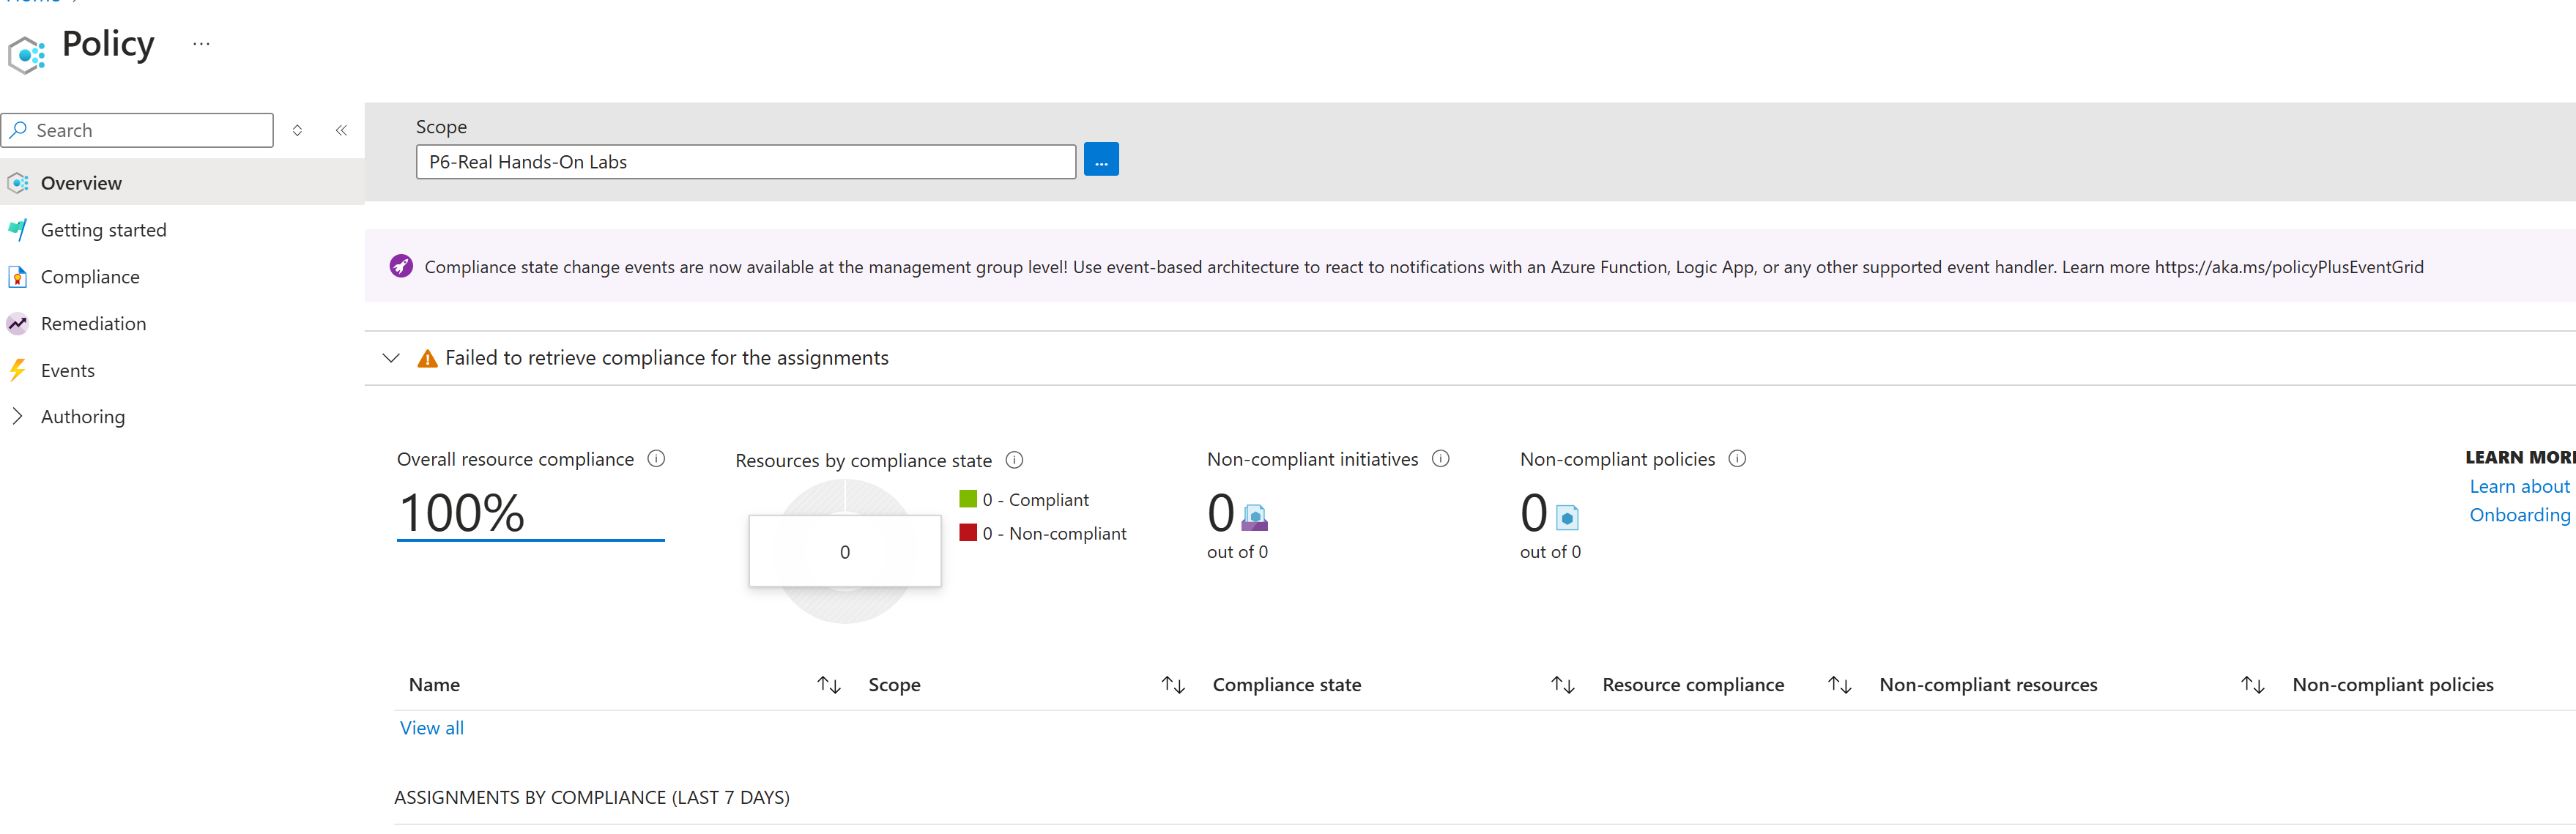 Home
Policy ...
Search
Overview
Getting started
Compliance
Remediation
Events
Authoring
Scope
P6-Real Hands-On Labs
...
Compliance state change events are now available at the management group level! Use event-based architecture to react to notifications with an Azure Function, Logic App, or any other supported event handler. Learn more https://aka.ms/policyPlusEventGrid
Failed to retrieve compliance for the assignments
Overall resource compliance
100%
Resources by compliance state
0
0 - Compliant
0 - Non-compliant
Non-compliant initiatives
0
out of 0
Non-compliant policies
0
out of 0
LEARN MORE
Learn about
Onboarding
Name Scope Compliance state Resource compliance Non-compliant resources Non-compliant policies
View all
ASSIGNMENTS BY COMPLIANCE (LAST 7 DAYS)